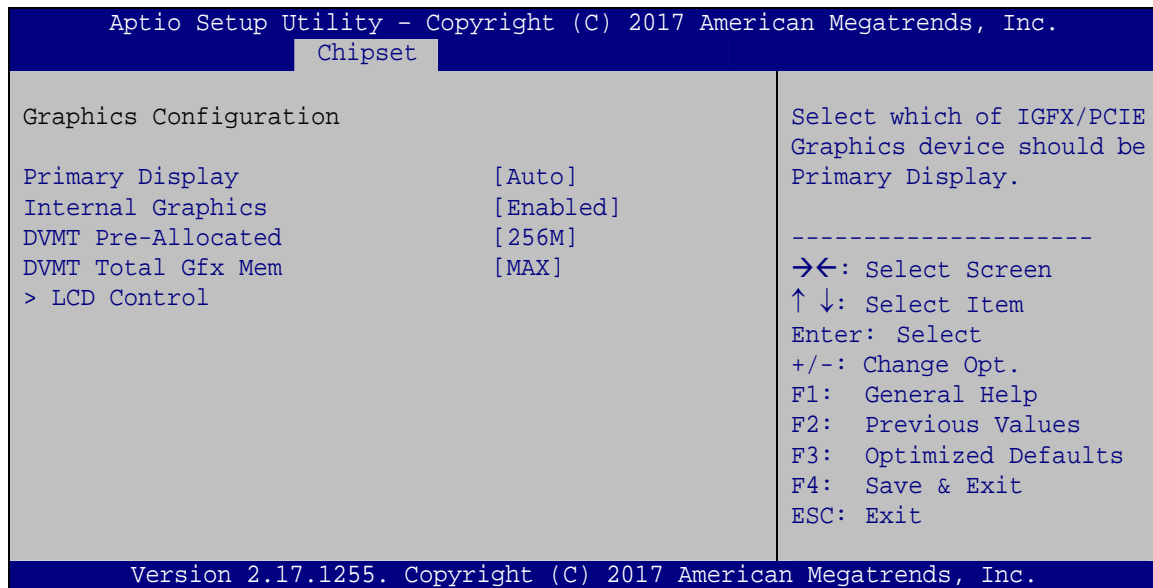 Aptio Setup Utility – Copyright (C) 2017 American Megatrends, Inc.
Chipset
Graphics Configuration
Primary Display [Auto]
Internal Graphics [Enabled]
DVMT Pre-Allocated [256M]
DVMT Total Gfx Mem [MAX]
> LCD Control
Select which of IGFX/PCIE
Graphics device should be
Primary Display.
---------------------
→←: Select Screen
↑ ↓: Select Item
Enter: Select
+/-: Change Opt.
F1: General Help
F2: Previous Values
F3: Optimized Defaults
F4: Save & Exit
ESC: Exit
Version 2.17.1255. Copyright (C) 2017 American Megatrends, Inc.